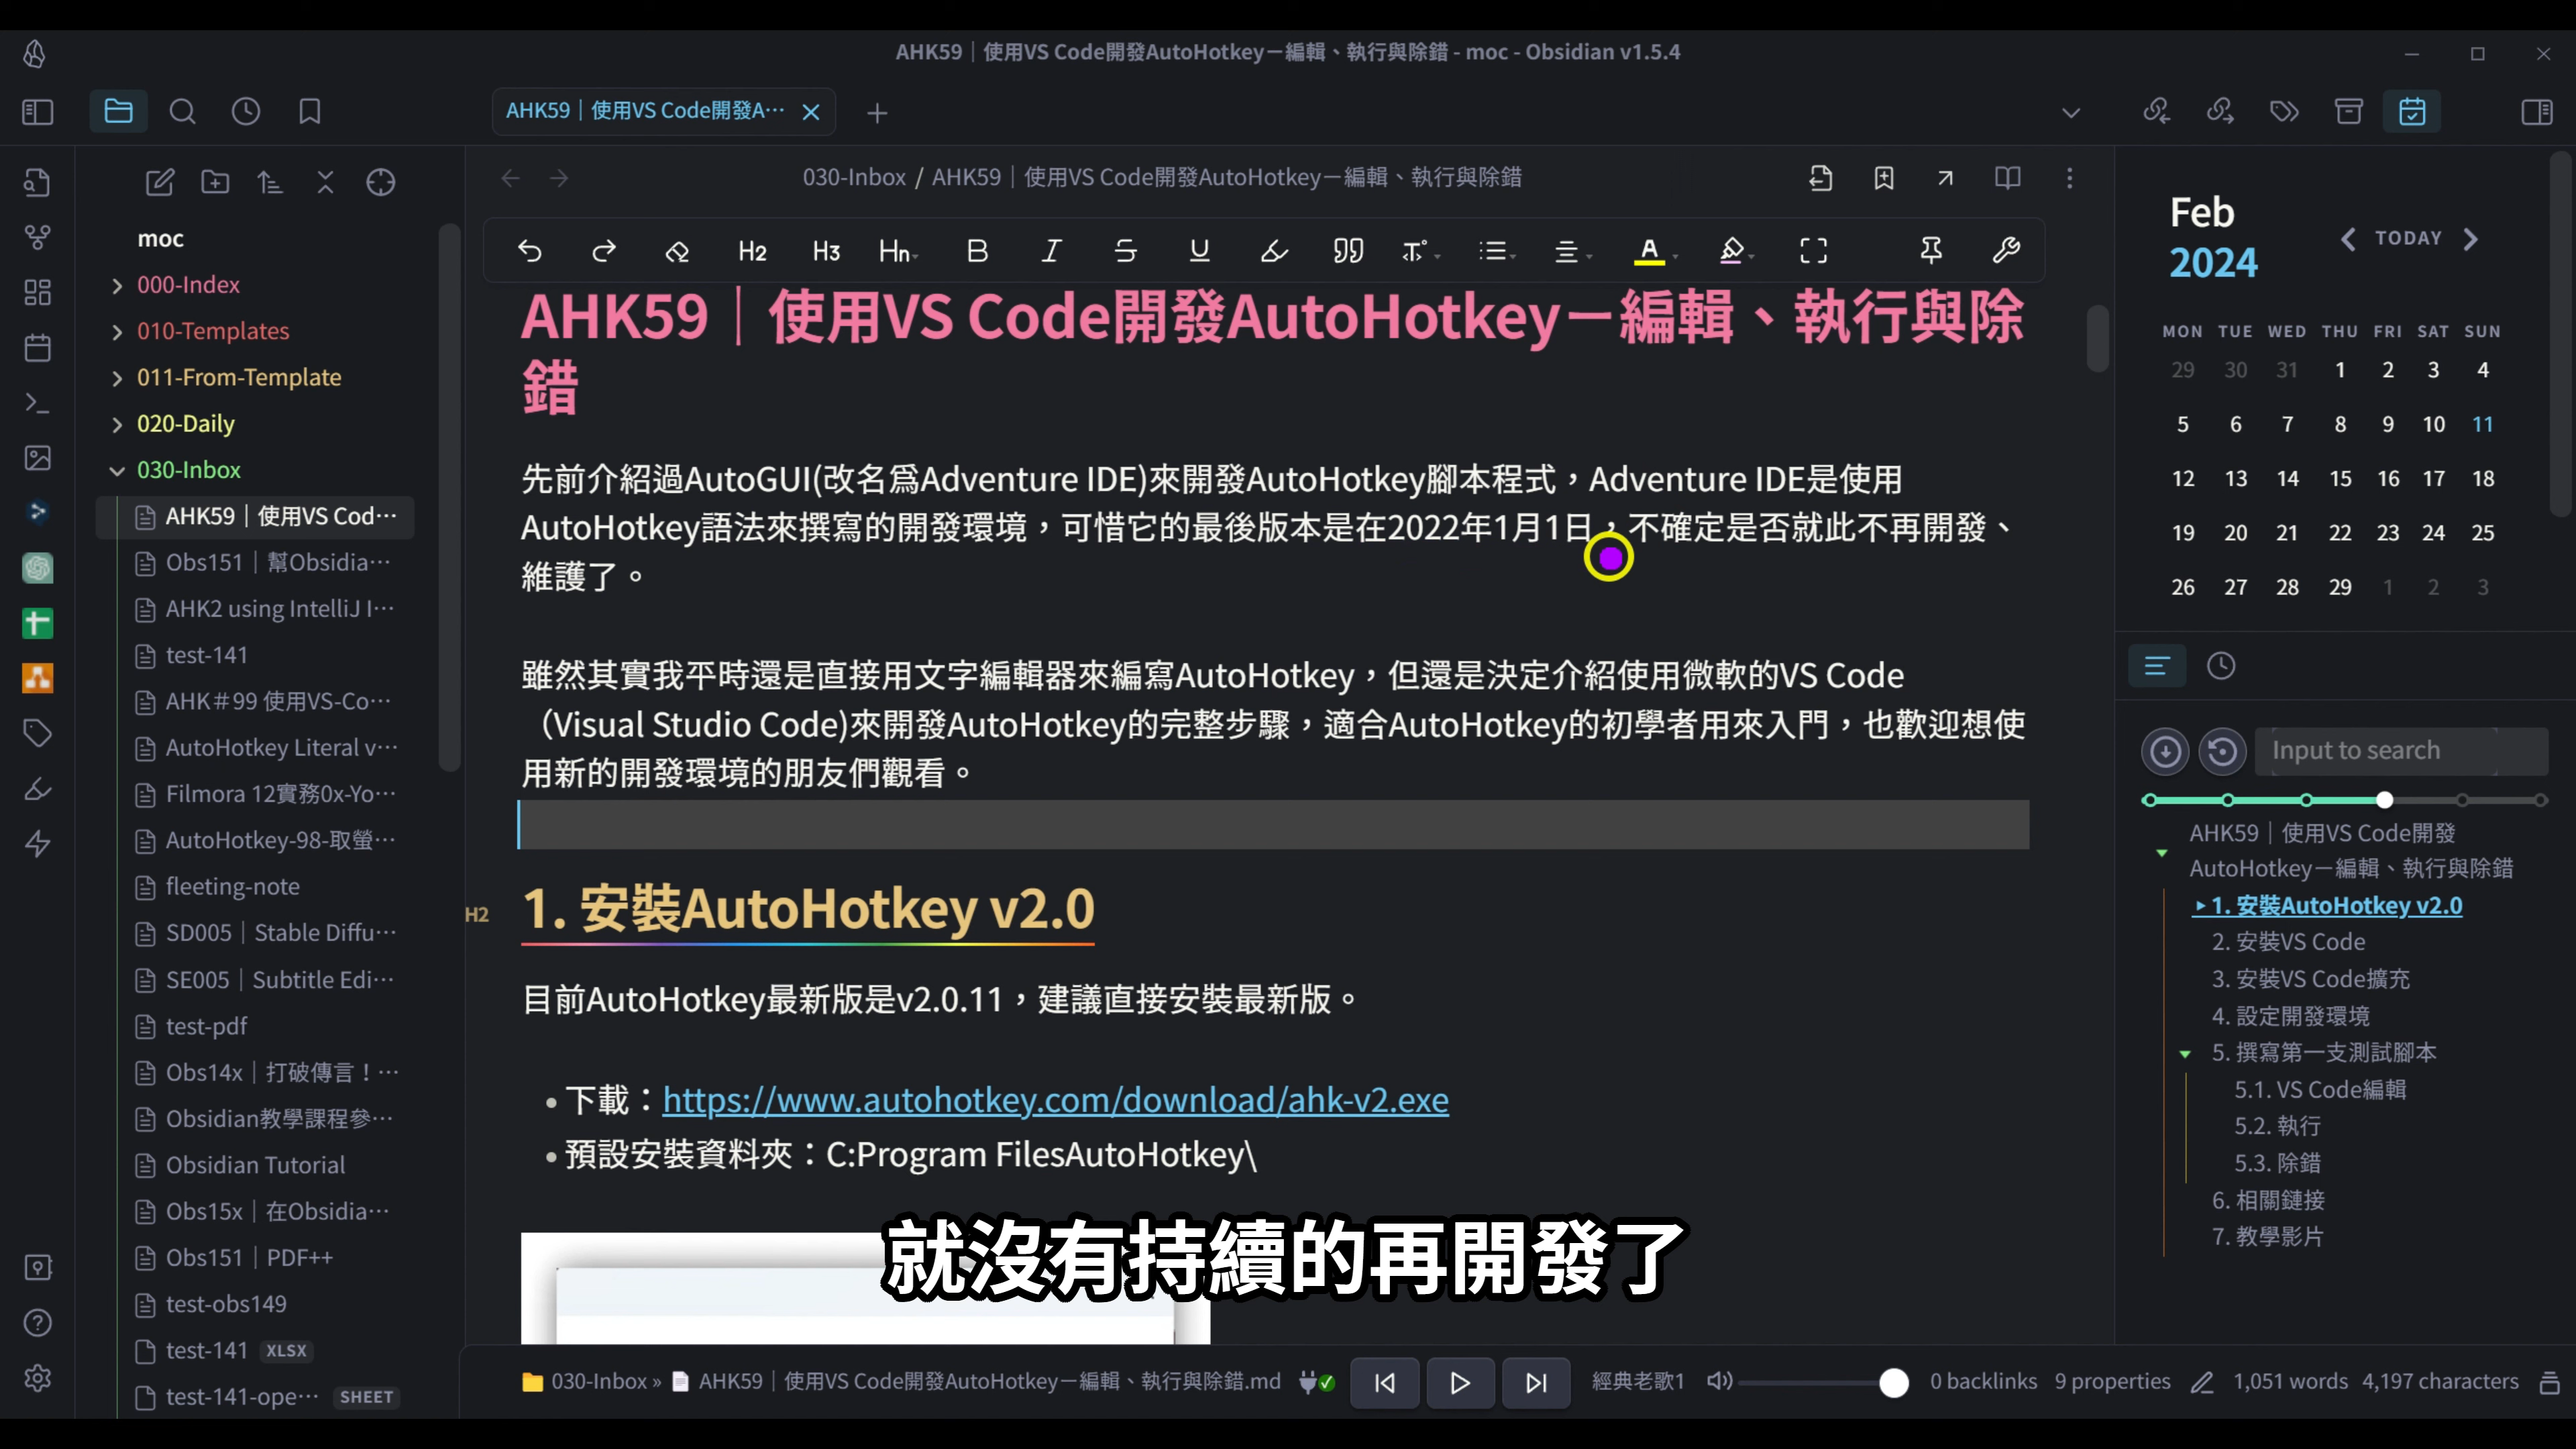 AHK59｜使用VS Code開發AutoHotkey－編輯、執行與除錯 - moc - Obsidian v1.5.4
AHK59｜使用VS Code開發A···
030-Inbox / AHK59｜使用VS Code開發AutoHotkey－編輯、執行與除錯
H2 H3 Hn B I S U A
moc
000-Index
010-Templates
011-From-Template
020-Daily
030-Inbox
AHK59｜使用VS Cod···
Obs151｜幫Obsidia···
AHK2 using IntelliJ I···
test-141
AHK＃99 使用VS-Co···
AutoHotkey Literal v···
Filmora 12實務0x-Yo···
AutoHotkey-98-取螢···
fleeting-note
SD005｜Stable Diffu···
SE005｜Subtitle Edi···
test-pdf
Obs14x｜打破傳言！···
Obsidian教學課程參···
Obsidian Tutorial
Obs15x｜在Obsidia···
Obs151｜PDF++
test-obs149
test-141 XLSX
test-141-ope··· SHEET
AHK59｜使用VS Code開發AutoHotkey－編輯、執行與除
錯
先前介紹過AutoGUI(改名爲Adventure IDE)來開發AutoHotkey腳本程式，Adventure IDE是使用
AutoHotkey語法來撰寫的開發環境，可惜它的最後版本是在2022年1月1日，不確定是否就此不再開發、
維護了。
雖然其實我平時還是直接用文字編輯器來編寫AutoHotkey，但還是決定介紹使用微軟的VS Code
（Visual Studio Code)來開發AutoHotkey的完整步驟，適合AutoHotkey的初學者用來入門，也歡迎想使
用新的開發環境的朋友們觀看。
H2
1. 安裝AutoHotkey v2.0
目前AutoHotkey最新版是v2.0.11，建議直接安裝最新版。
• 下載：https://www.autohotkey.com/download/ahk-v2.exe
• 預設安裝資料夾：C:Program FilesAutoHotkey\
就沒有持續的再開發了
Feb
2024
TODAY
MON TUE WED THU FRI SAT SUN
29 30 31 1 2 3 4
5 6 7 8 9 10 11
12 13 14 15 16 17 18
19 20 21 22 23 24 25
26 27 28 29 1 2 3
Input to search
AHK59｜使用VS Code開發
AutoHotkey－編輯、執行與除錯
1. 安裝AutoHotkey v2.0
2. 安裝VS Code
3. 安裝VS Code擴充
4. 設定開發環境
5. 撰寫第一支測試腳本
5.1. VS Code編輯
5.2. 執行
5.3. 除錯
6. 相關鏈接
7. 教學影片
030-Inbox » AHK59｜使用VS Code開發AutoHotkey－編輯、執行與除錯.md 經典老歌1 0 backlinks 9 properties 1,051 words 4,197 characters